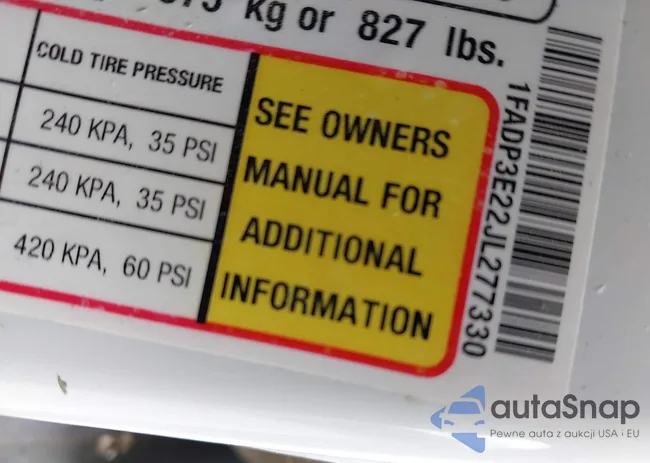 kg or 827 lbs.
COLD TIRE PRESSURE
240 KPA, 35 PSI
240 KPA, 35 PSI
420 KPA, 60 PSI
SEE OWNERS
MANUAL FOR
ADDITIONAL
INFORMATION
1FADP3E22JL277330
autaSnap
Pewne auta z aukcji USA i EU